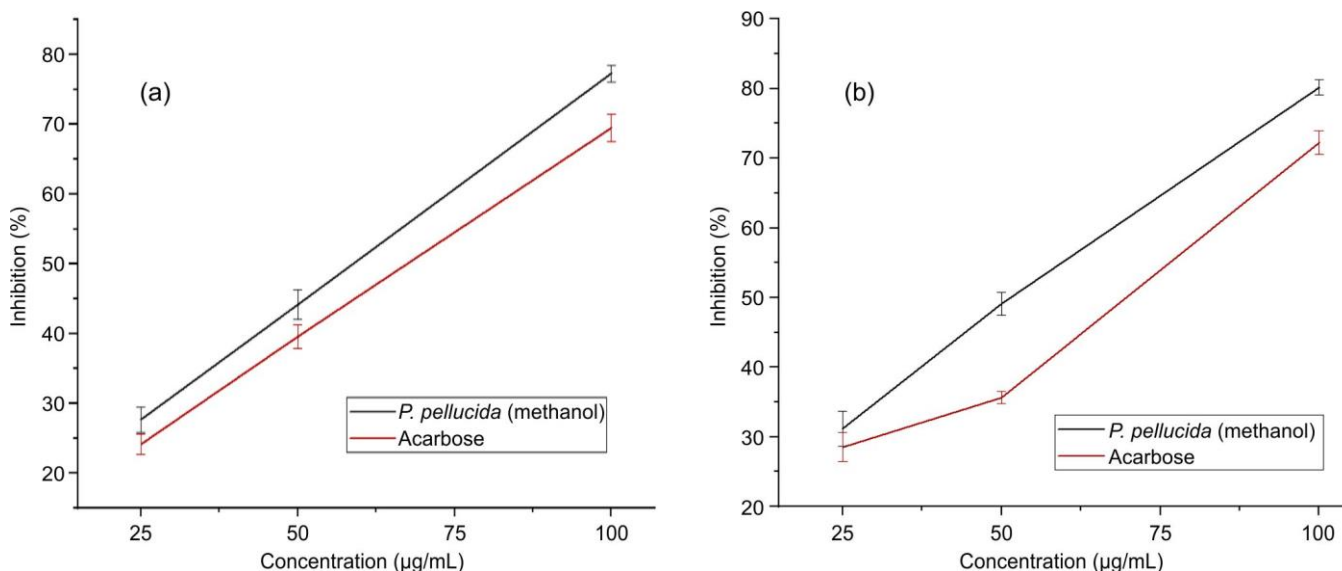 (a)
Inhibition (%)
80
70
60
50
40
30
20
P. pellucida (methanol)
Acarbose
25
50
75
100
Concentration (µg/mL)
(b)
Inhibition (%)
90
80
70
60
50
40
30
20
P. pellucida (methanol)
Acarbose
25
50
75
100
Concentration (µg/mL)